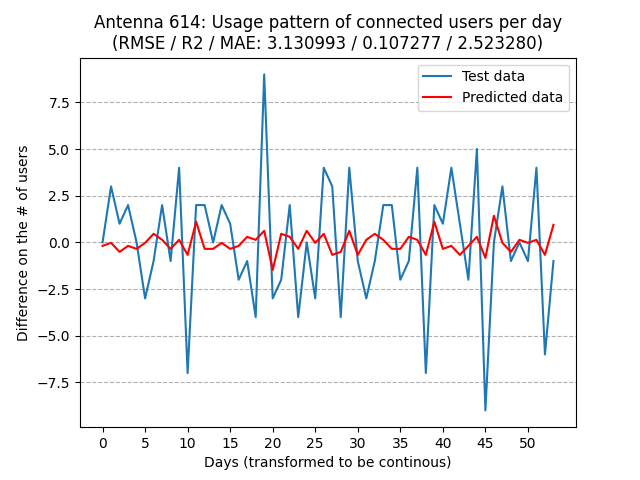 Antenna 614: Usage pattern of connected users per day
(RMSE / R2 / MAE: 3.130993 / 0.107277 / 2.523280)
Test data
Predicted data
Difference on the # of users
7.5
5.0
2.5
0.0
−2.5
−5.0
−7.5
0 5 10 15 20 25 30 35 40 45 50
Days (transformed to be continous)